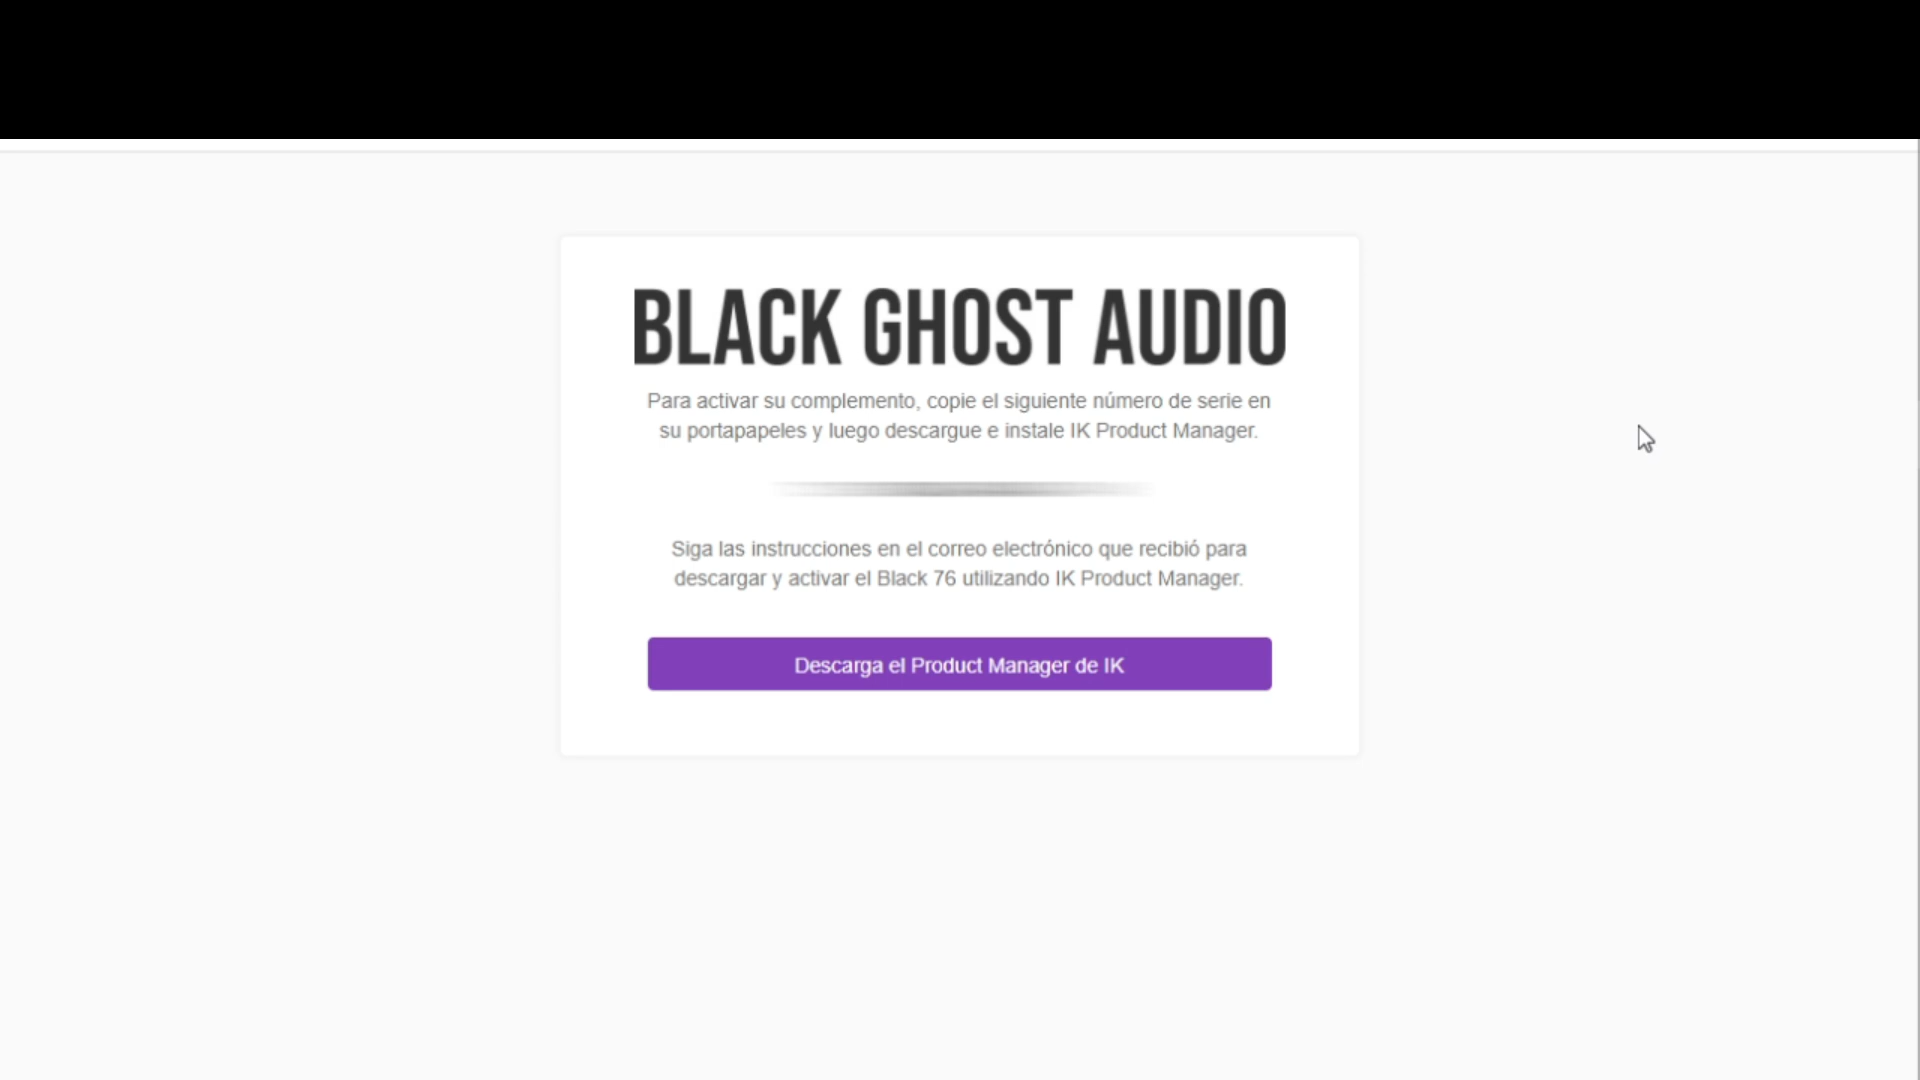 BLACK GHOST AUDIO
Para activar su complemento, copie el siguiente número de serie en
su portapapeles y luego descargue e instale IK Product Manager.
Siga las instrucciones en el correo electrónico que recibió para
descargar y activar el Black 76 utilizando IK Product Manager.
Descarga el Product Manager de IK